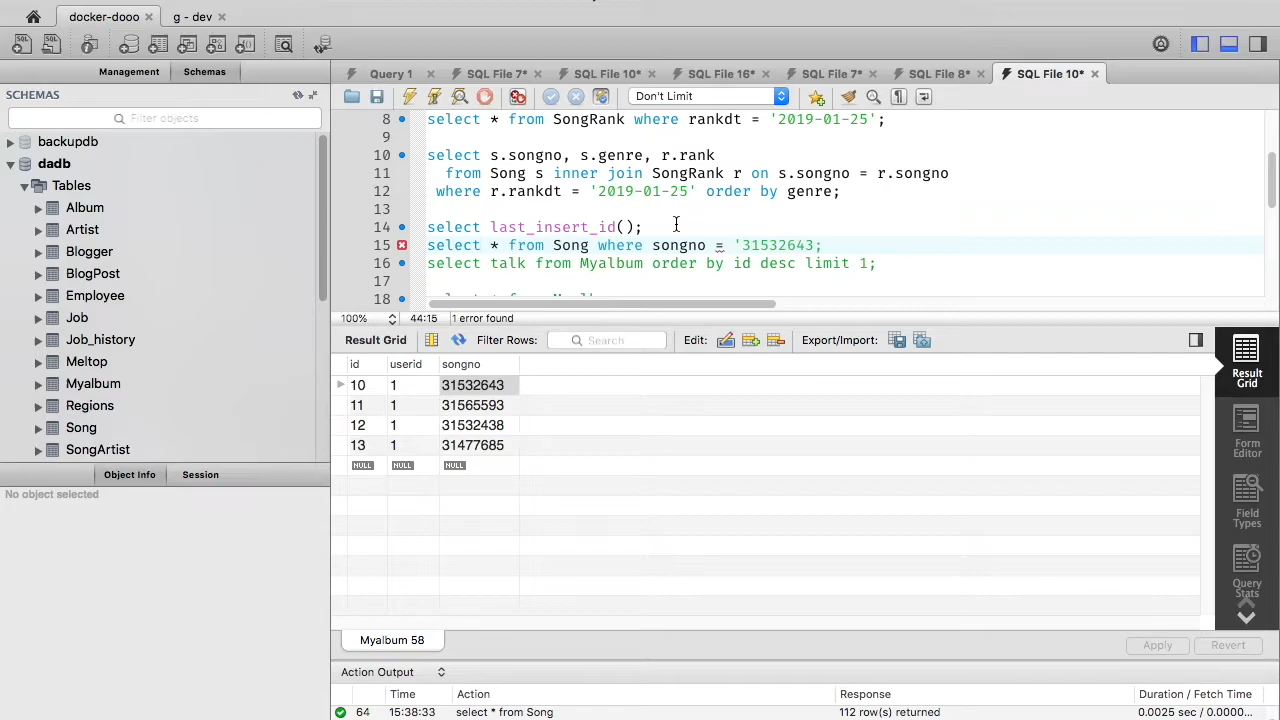 docker-dooo
g - dev
Management
Schemas
Query 1
SQL File 7*
SQL File 10*
SQL File 16*
SQL File 7*
SQL File 8*
SQL File 10*
SCHEMAS
Don't Limit
Filter objects
backupdb
dadb
Tables
Album
Artist
Blogger
BlogPost
Employee
Job
Job_history
Meltop
Myalbum
Regions
Song
SongArtist
8 select * from SongRank where rankdt = '2019-01-25';
9
10 select s.songno, s.genre, r.rank
11 from Song s inner join SongRank r on s.songno = r.songno
12 where r.rankdt = '2019-01-25' order by genre;
13
14 select last_insert_id();
15 select * from Song where songno = '31532643;
16 select talk from Myalbum order by id desc limit 1;
17
18
100% 44:15 1 error found
Result Grid Filter Rows: Search Edit: Export/Import:
id userid songno
10 1 31532643
11 1 31565593
12 1 31532438
13 1 31477685
NULL NULL NULL
Result Grid
Form Editor
Field Types
Query Stats
Object Info
Session
No object selected
Myalbum 58
Apply
Revert
Action Output
Time Action Response Duration / Fetch Time
64 15:38:33 select * from Song 112 row(s) returned 0.0025 sec / 0.0000...